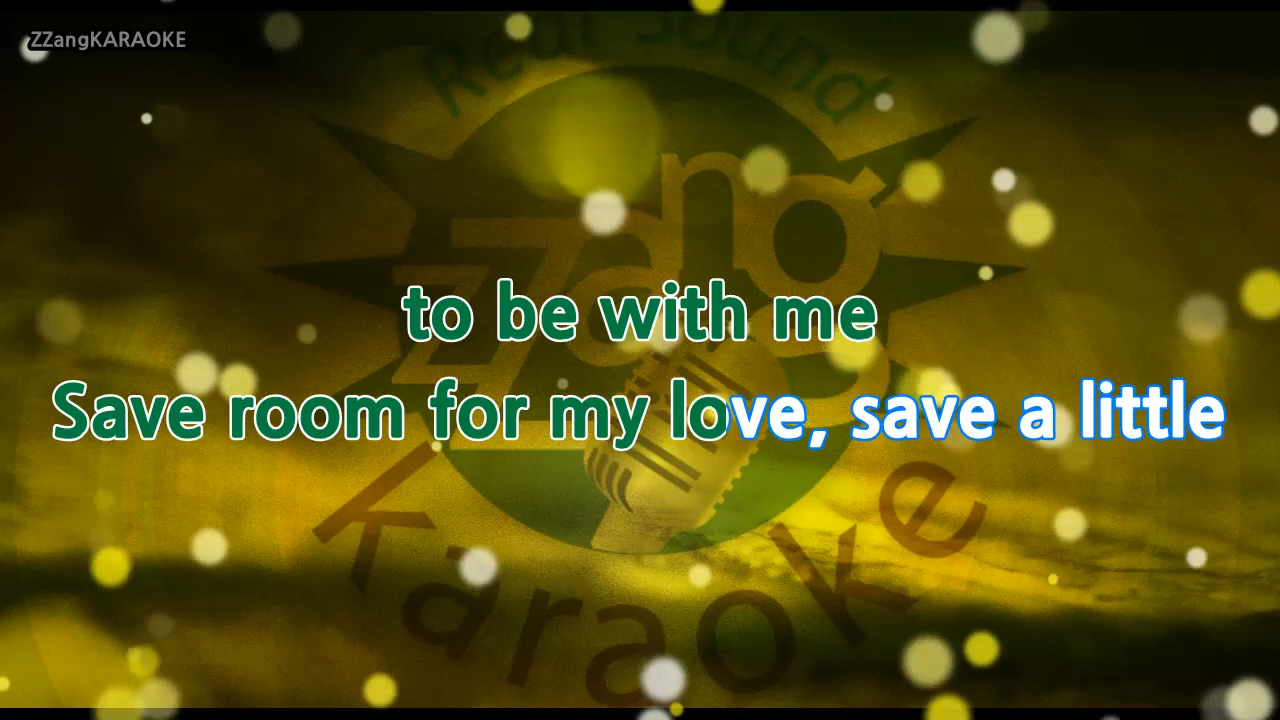 ZZangKARAOKE
Real Sound
ZZang
to be with me
Save room for my love, save a little
Karaoke